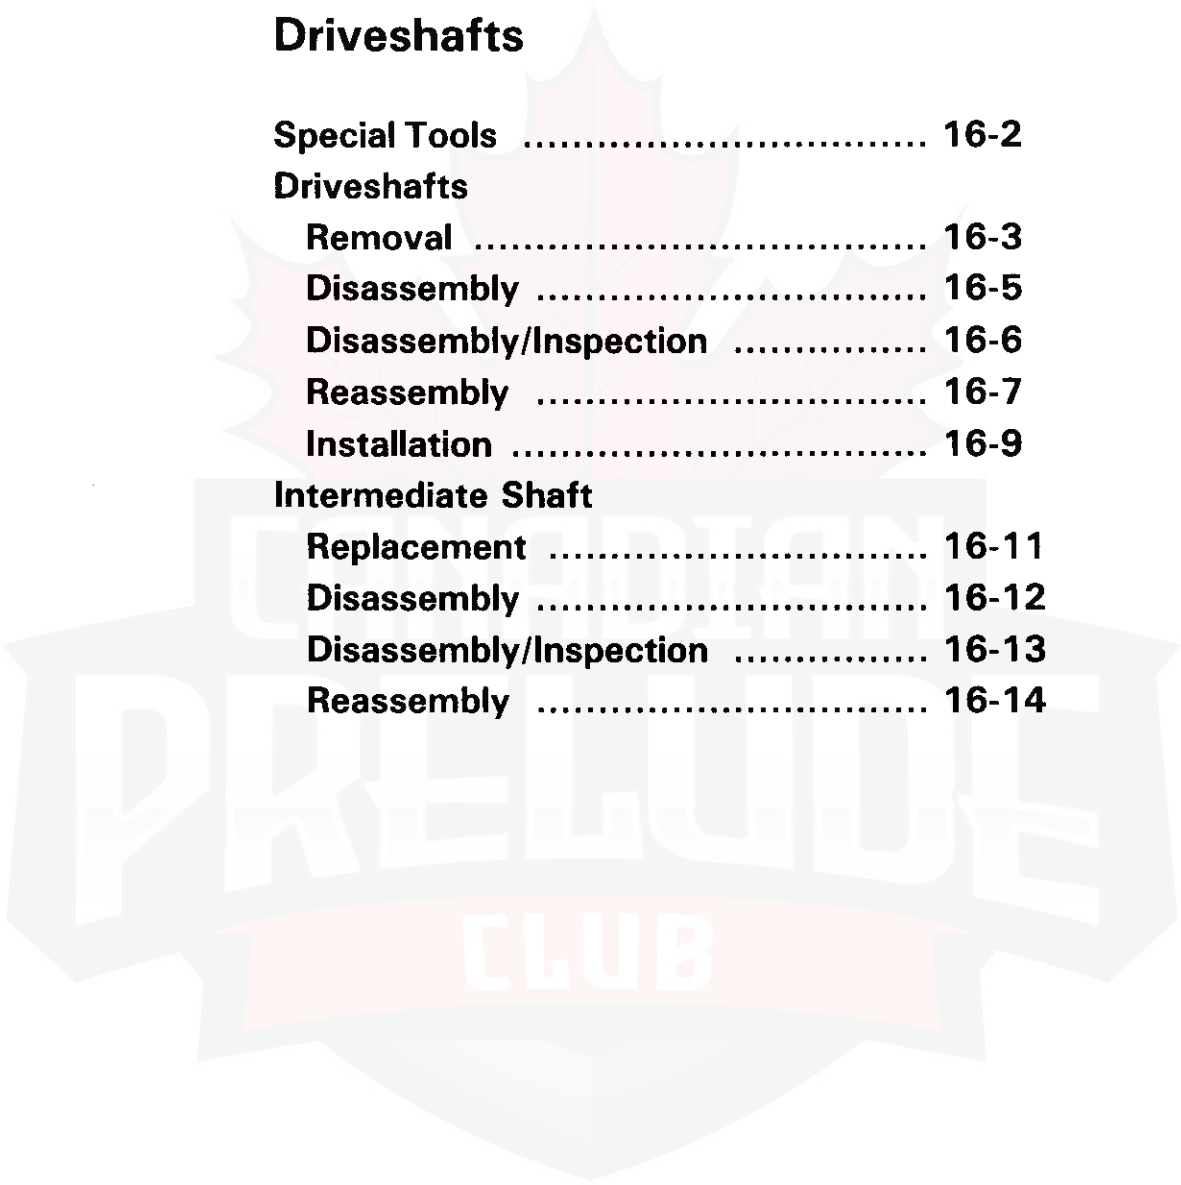 Driveshafts
Special Tools ................................. 16-2
Driveshafts
Removal ..................................... 16-3
Disassembly ................................ 16-5
Disassembly/Inspection ................ 16-6
Reassembly ................................ 16-7
Installation .................................. 16-9
Intermediate Shaft
Replacement ............................... 16-11
Disassembly ................................ 16-12
Disassembly/Inspection ................ 16-13
Reassembly ................................ 16-14
CANADIAN
PRELUDE
CLUB